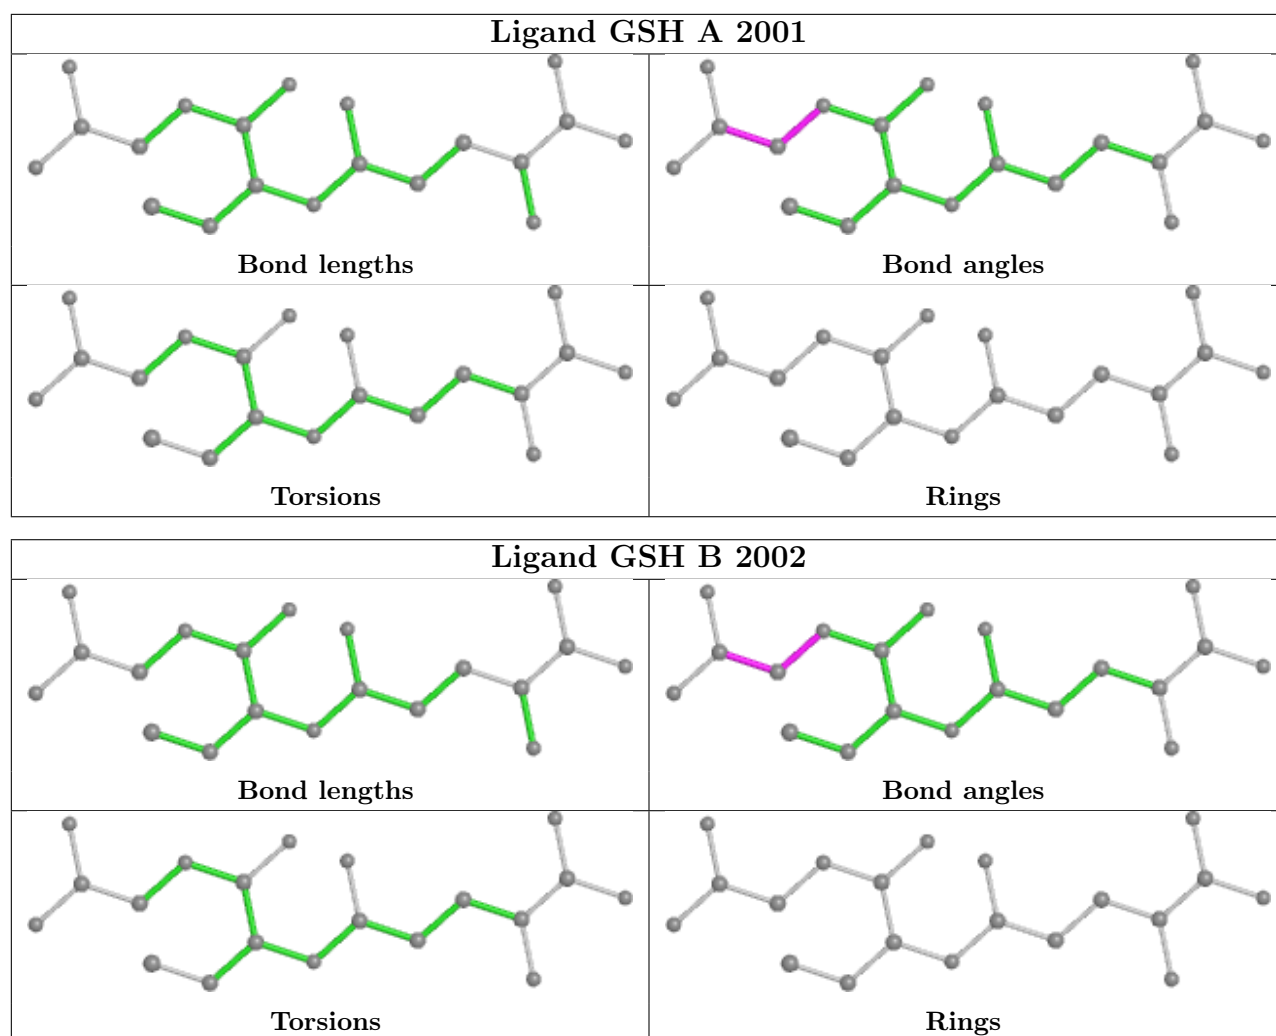 Ligand GSH A 2001
Bond lengths
Bond angles
Torsions
Rings
Ligand GSH B 2002
Bond lengths
Bond angles
Torsions
Rings